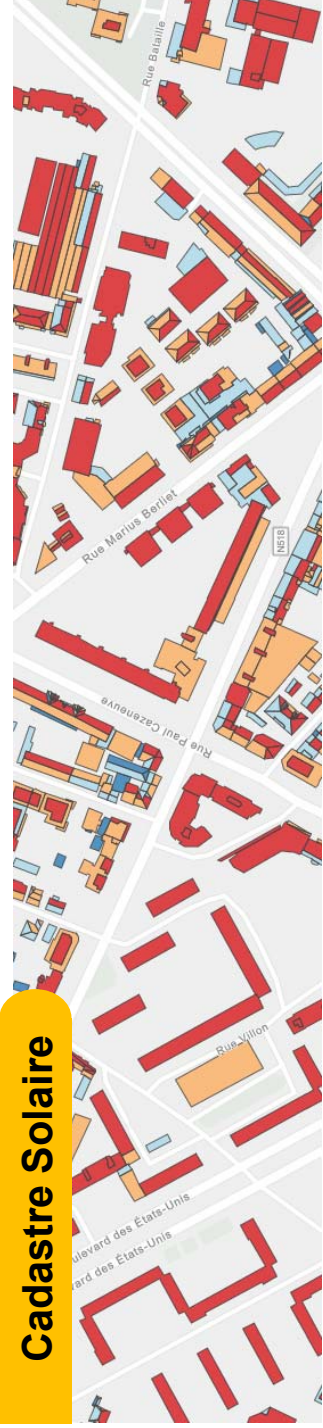 Rue Bataille
Rue Marius Berliet
N518
Rue Paul Cazeneuve
Rue Villon
ulevard des États-Unis
ard des États-Unis
Cadastre Solaire